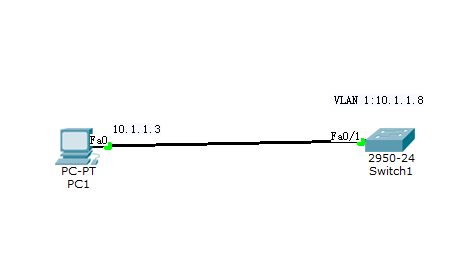 VLAN 1:10.1.1.8
10.1.1.3
Fa0
Fa0/1
PC-PT
PC1
2950-24
Switch1